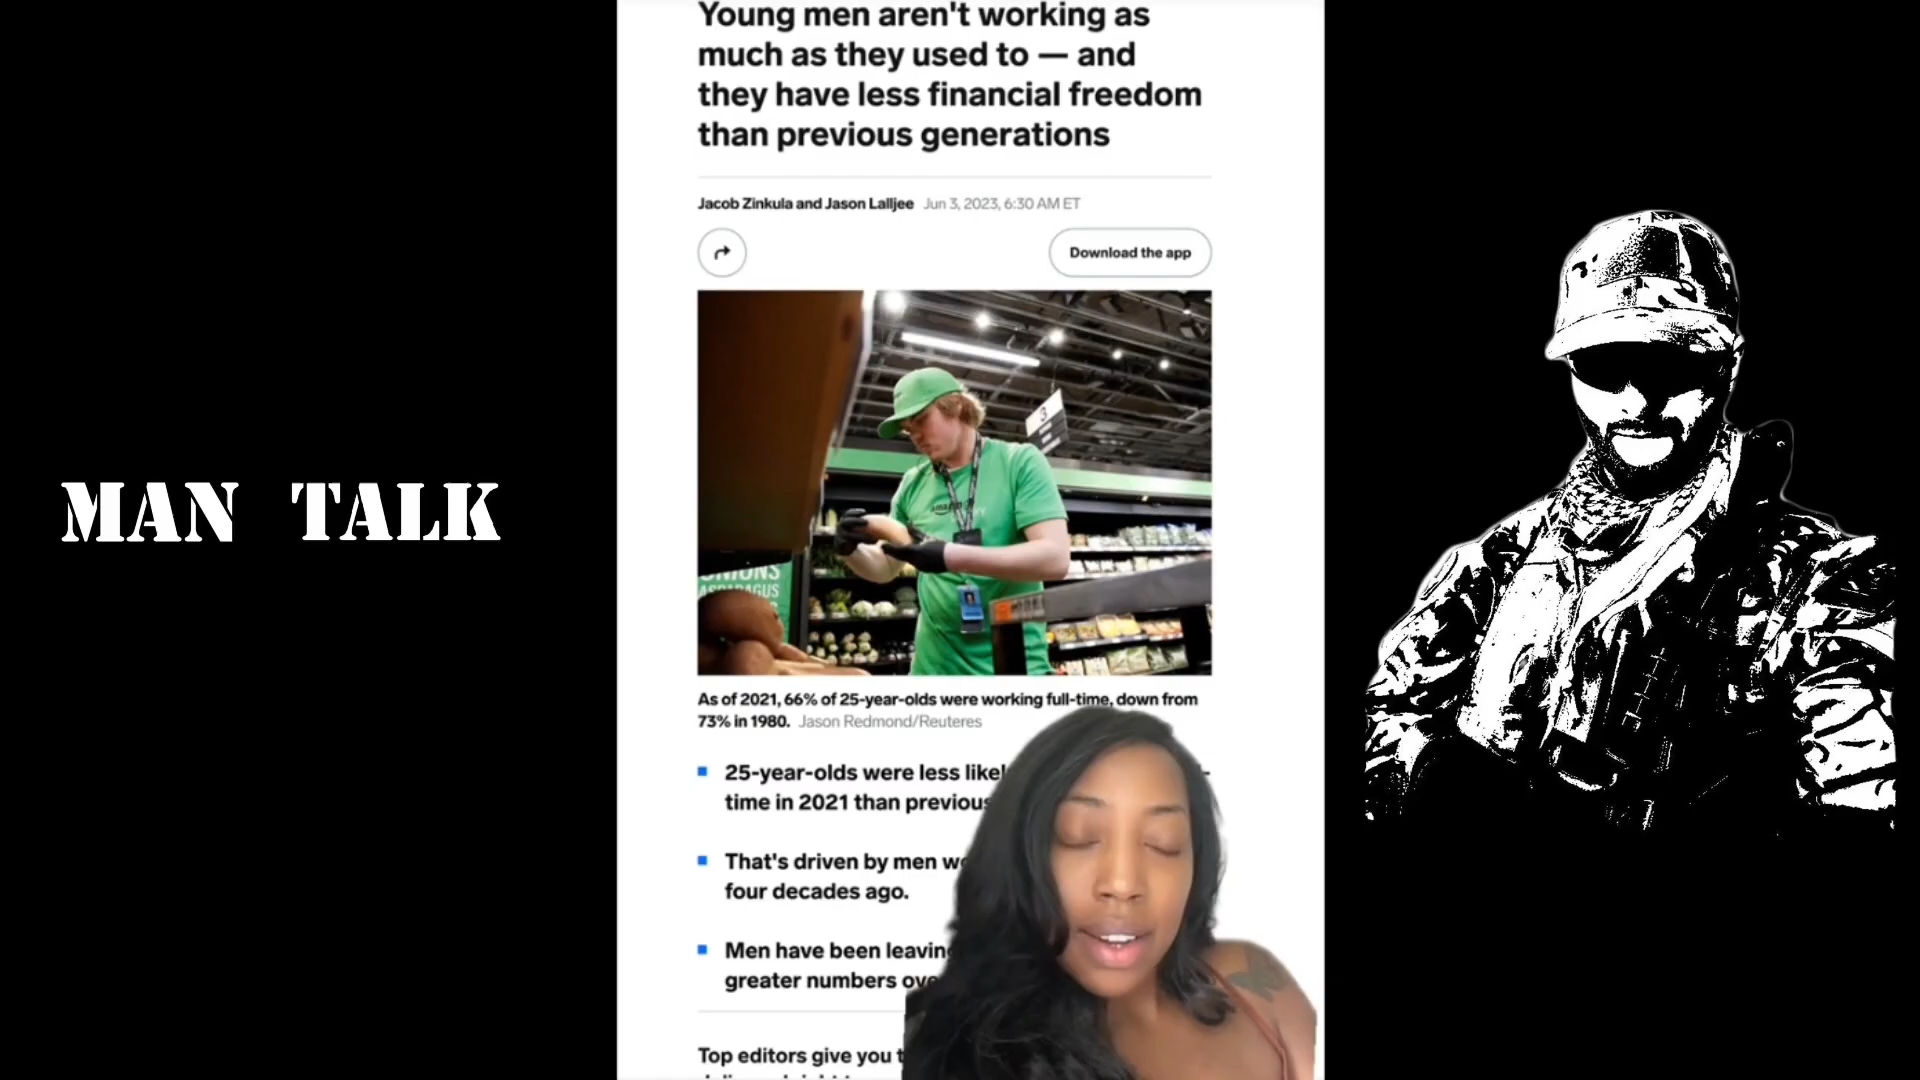 Young men aren't working as
much as they used to — and
they have less financial freedom
than previous generations
Jacob Zinkula and Jason Lalljee Jun 3, 2023, 6:30 AM ET
Download the app
MAN TALK
3
ONIONS
ASPARAGUS
As of 2021, 66% of 25-year-olds were working full-time, down from
73% in 1980. Jason Redmond/Reuteres
25-year-olds were less
time in 2021 than
That's driven by men
four decades ago.
Men have been
greater numbers
Top editors give you